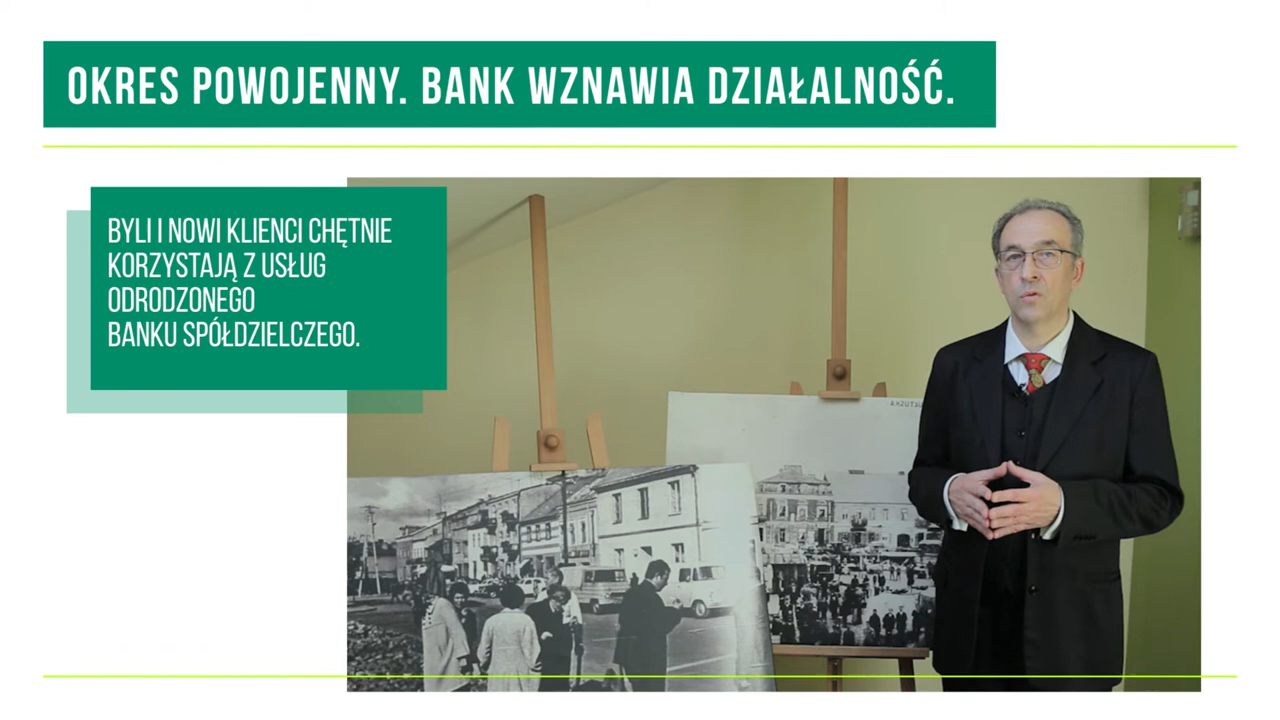 OKRES POWOJENNY. BANK WZNAWIA DZIAŁALNOŚĆ.
BYLI I NOWI KLIENCI CHĘTNIE
KORZYSTAJĄ Z USŁUG
ODRODZONEGO
BANKU SPÓŁDZIELCZEGO.